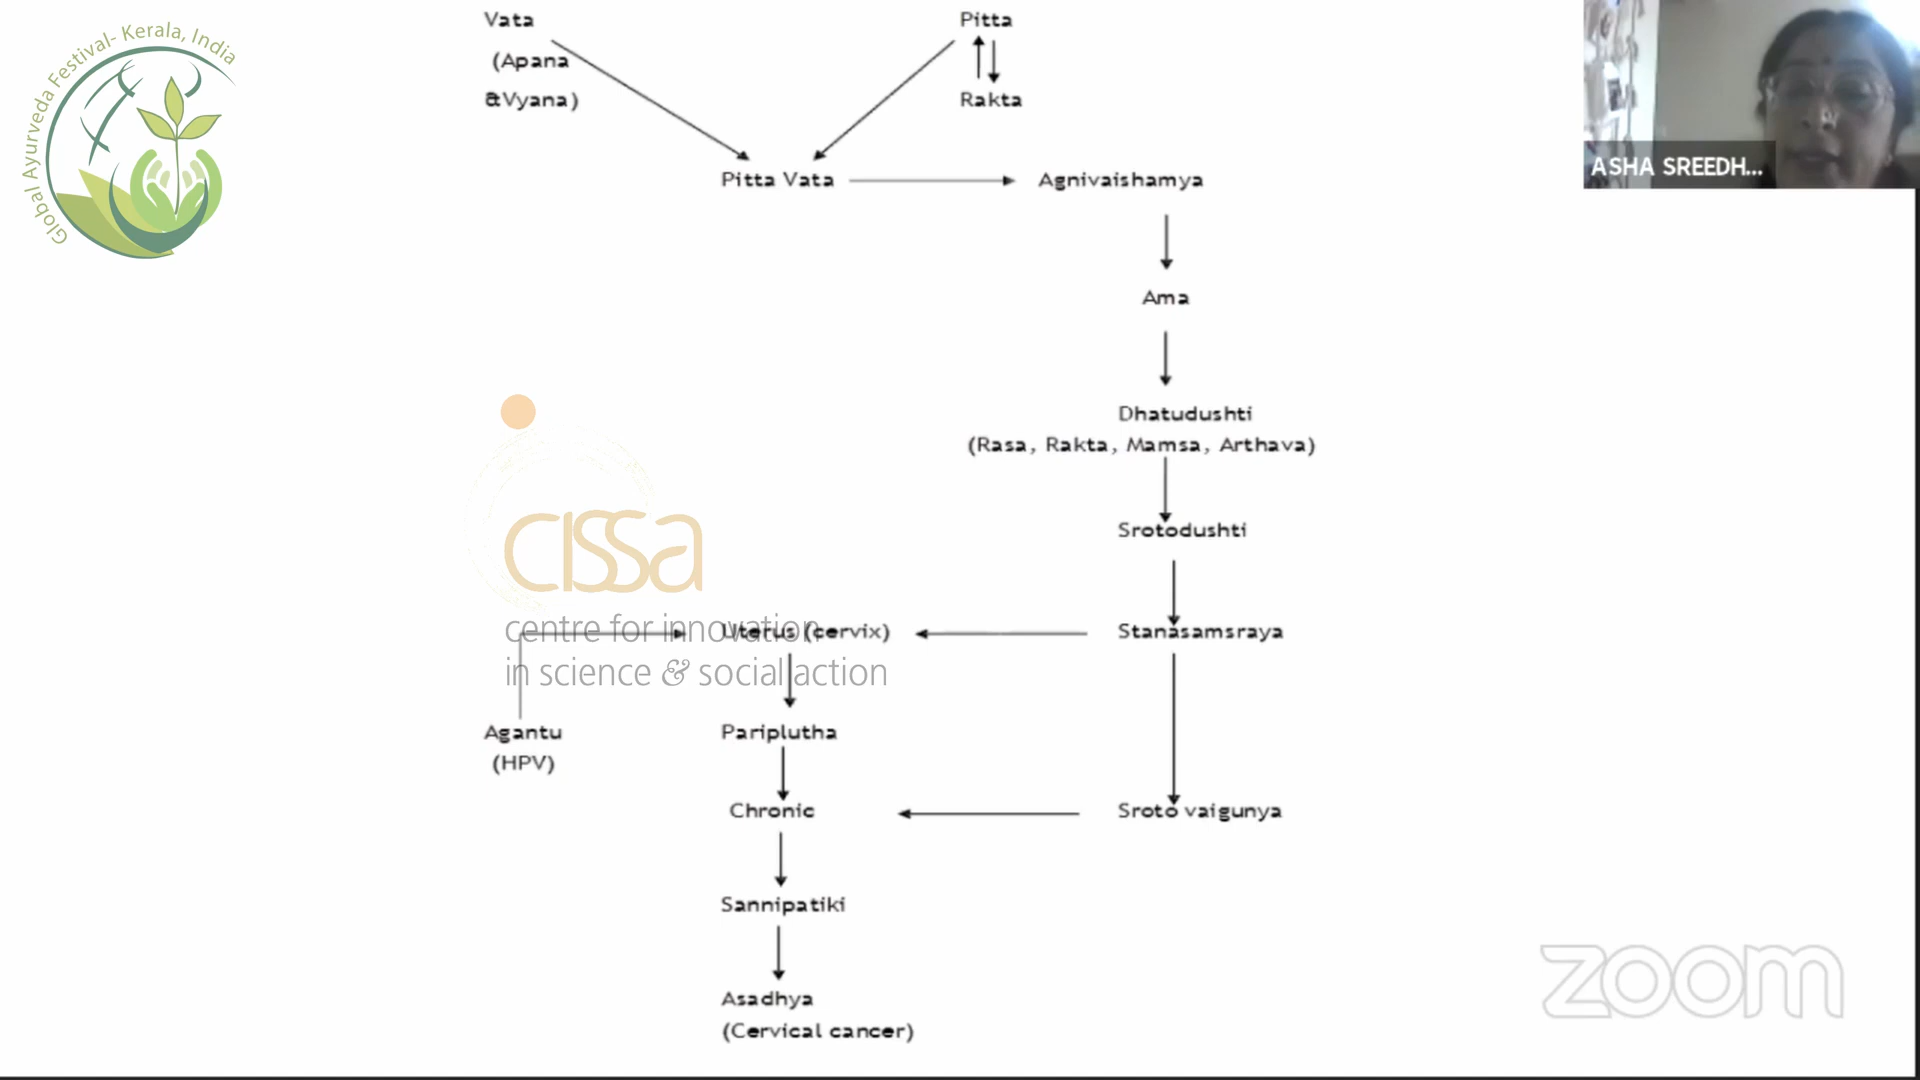 Global Ayurveda Festival- Kerala, India
Vata
(Apana
&Vyana)
Pitta
Rakta
ASHA SREEDH...
Pitta Vata
Agnivaishamya
Ama
Dhatudushti
(Rasa, Rakta, Mamsa, Arthava)
Srotodushti
cissa
centre for innovation
in science & social action
Uterus (cervix)
Stanasamsraya
Agantu
(HPV)
Pariplutha
Chronic
Sroto vaigunya
Sannipatiki
Asadhya
(Cervical cancer)
zoom